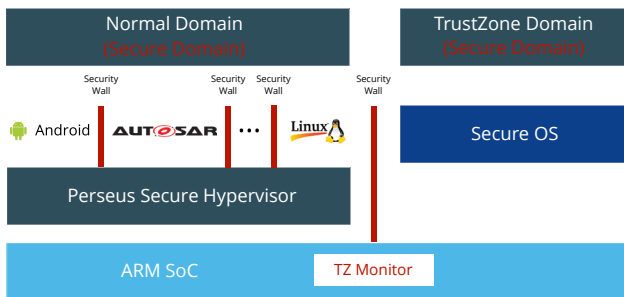 Normal Domain
(Secure Domain)
TrustZone Domain
(Secure Domain)
Security
Wall
Security
Wall
Security
Wall
Security
Wall
Android
AUTOSAR
...
Linux
Secure OS
Perseus Secure Hypervisor
ARM SoC
TZ Monitor